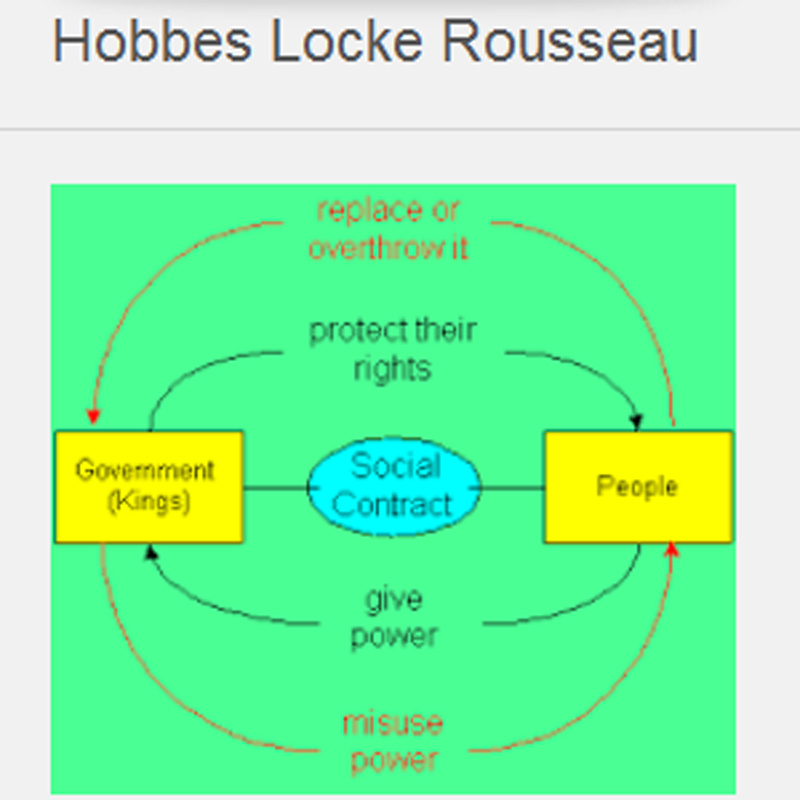 Hobbes Locke Rousseau
replace or
overthrow it
protect their
rights
Government
(Kings)
Social
Contract
People
give
power
misuse
power